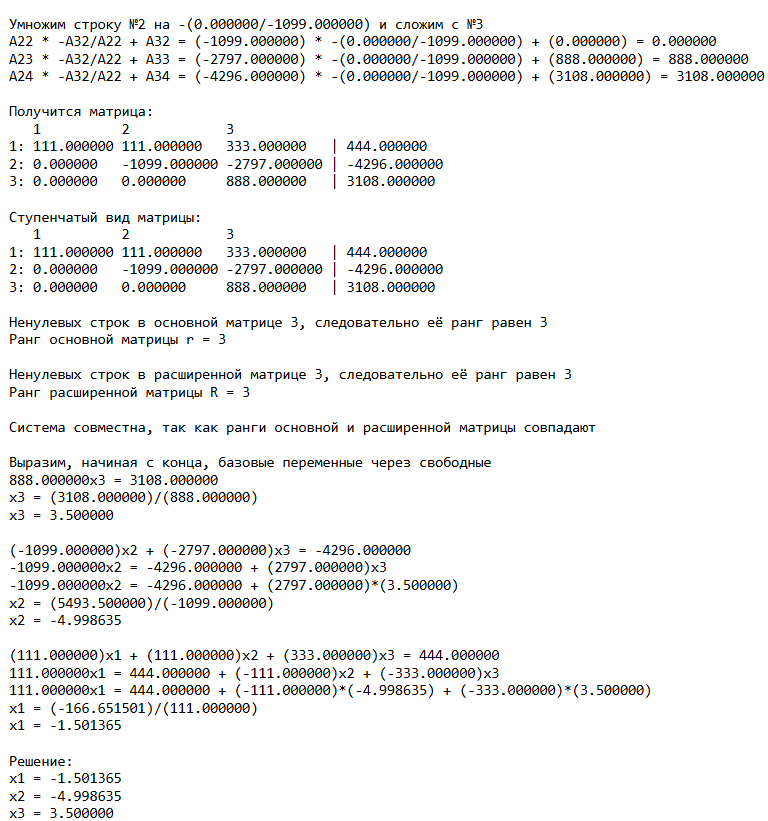 Умножим строку №2 на -(0.000000/-1099.000000) и сложим с №3
A22 * -A32/A22 + A32 = (-1099.000000) * -(0.000000/-1099.000000) + (0.000000) = 0.000000
A23 * -A32/A22 + A33 = (-2797.000000) * -(0.000000/-1099.000000) + (888.000000) = 888.000000
A24 * -A32/A22 + A34 = (-4296.000000) * -(0.000000/-1099.000000) + (3108.000000) = 3108.000000
Получится матрица:
1 2 3
1: 111.000000 111.000000 333.000000 | 444.000000
2: 0.000000 -1099.000000 -2797.000000 | -4296.000000
3: 0.000000 0.000000 888.000000 | 3108.000000
Ступенчатый вид матрицы:
1 2 3
1: 111.000000 111.000000 333.000000 | 444.000000
2: 0.000000 -1099.000000 -2797.000000 | -4296.000000
3: 0.000000 0.000000 888.000000 | 3108.000000
Ненулевых строк в основной матрице 3, следовательно её ранг равен 3
Ранг основной матрицы r = 3
Ненулевых строк в расширенной матрице 3, следовательно её ранг равен 3
Ранг расширенной матрицы R = 3
Система совместна, так как ранги основной и расширенной матрицы совпадают
Выразим, начиная с конца, базовые переменные через свободные
888.000000x3 = 3108.000000
x3 = (3108.000000)/(888.000000)
x3 = 3.500000
(-1099.000000)x2 + (-2797.000000)x3 = -4296.000000
-1099.000000x2 = -4296.000000 + (2797.000000)x3
-1099.000000x2 = -4296.000000 + (2797.000000)*(3.500000)
x2 = (5493.500000)/(-1099.000000)
x2 = -4.998635
(111.000000)x1 + (111.000000)x2 + (333.000000)x3 = 444.000000
111.000000x1 = 444.000000 + (-111.000000)x2 + (-333.000000)x3
111.000000x1 = 444.000000 + (-111.000000)*(-4.998635) + (-333.000000)*(3.500000)
x1 = (-166.651501)/(111.000000)
x1 = -1.501365
Решение:
x1 = -1.501365
x2 = -4.998635
x3 = 3.500000